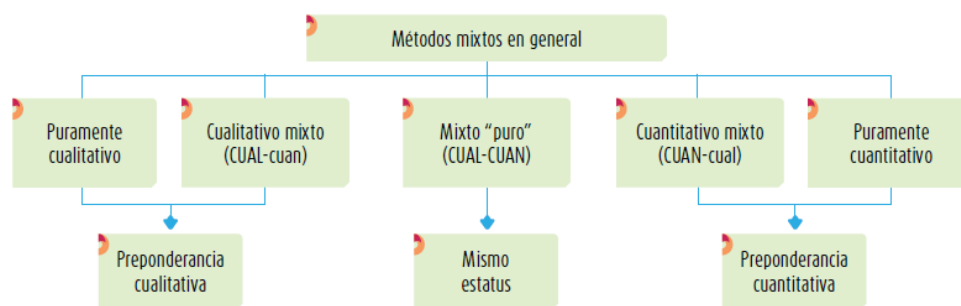 Métodos mixtos en general
Puramente
cualitativo
Cualitativo mixto
(CUAL-cuan)
Mixto “puro”
(CUAL-CUAN)
Cuantitativo mixto
(CUAN-cual)
Puramente
cuantitativo
Preponderancia
cualitativa
Mismo
estatus
Preponderancia
cuantitativa